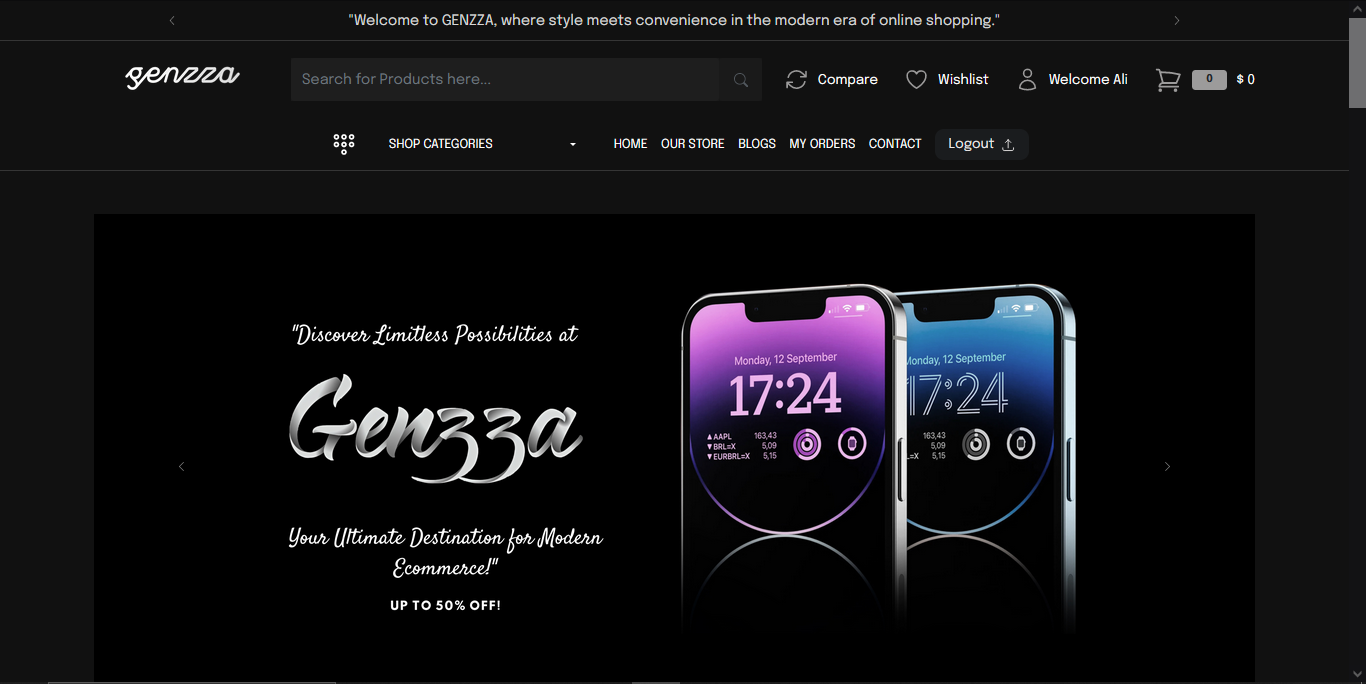 "Welcome to GENZZA, where style meets convenience in the modern era of online shopping."
genzza
Search for Products here...
Compare
Wishlist
Welcome Ali
0
$ 0
SHOP CATEGORIES
HOME
OUR STORE
BLOGS
MY ORDERS
CONTACT
Logout
"Discover Limitless Possibilities at
Genzza
Your Ultimate Destination for Modern
Ecommerce!"
UP TO 50% OFF!
Monday, 12 September
17:24
▲AAPL 163,43
▼BRL=X 5,09
▼EURBRL=X 5,15
Monday, 12 September
17:24
163,43
5,09
L=X 5,15